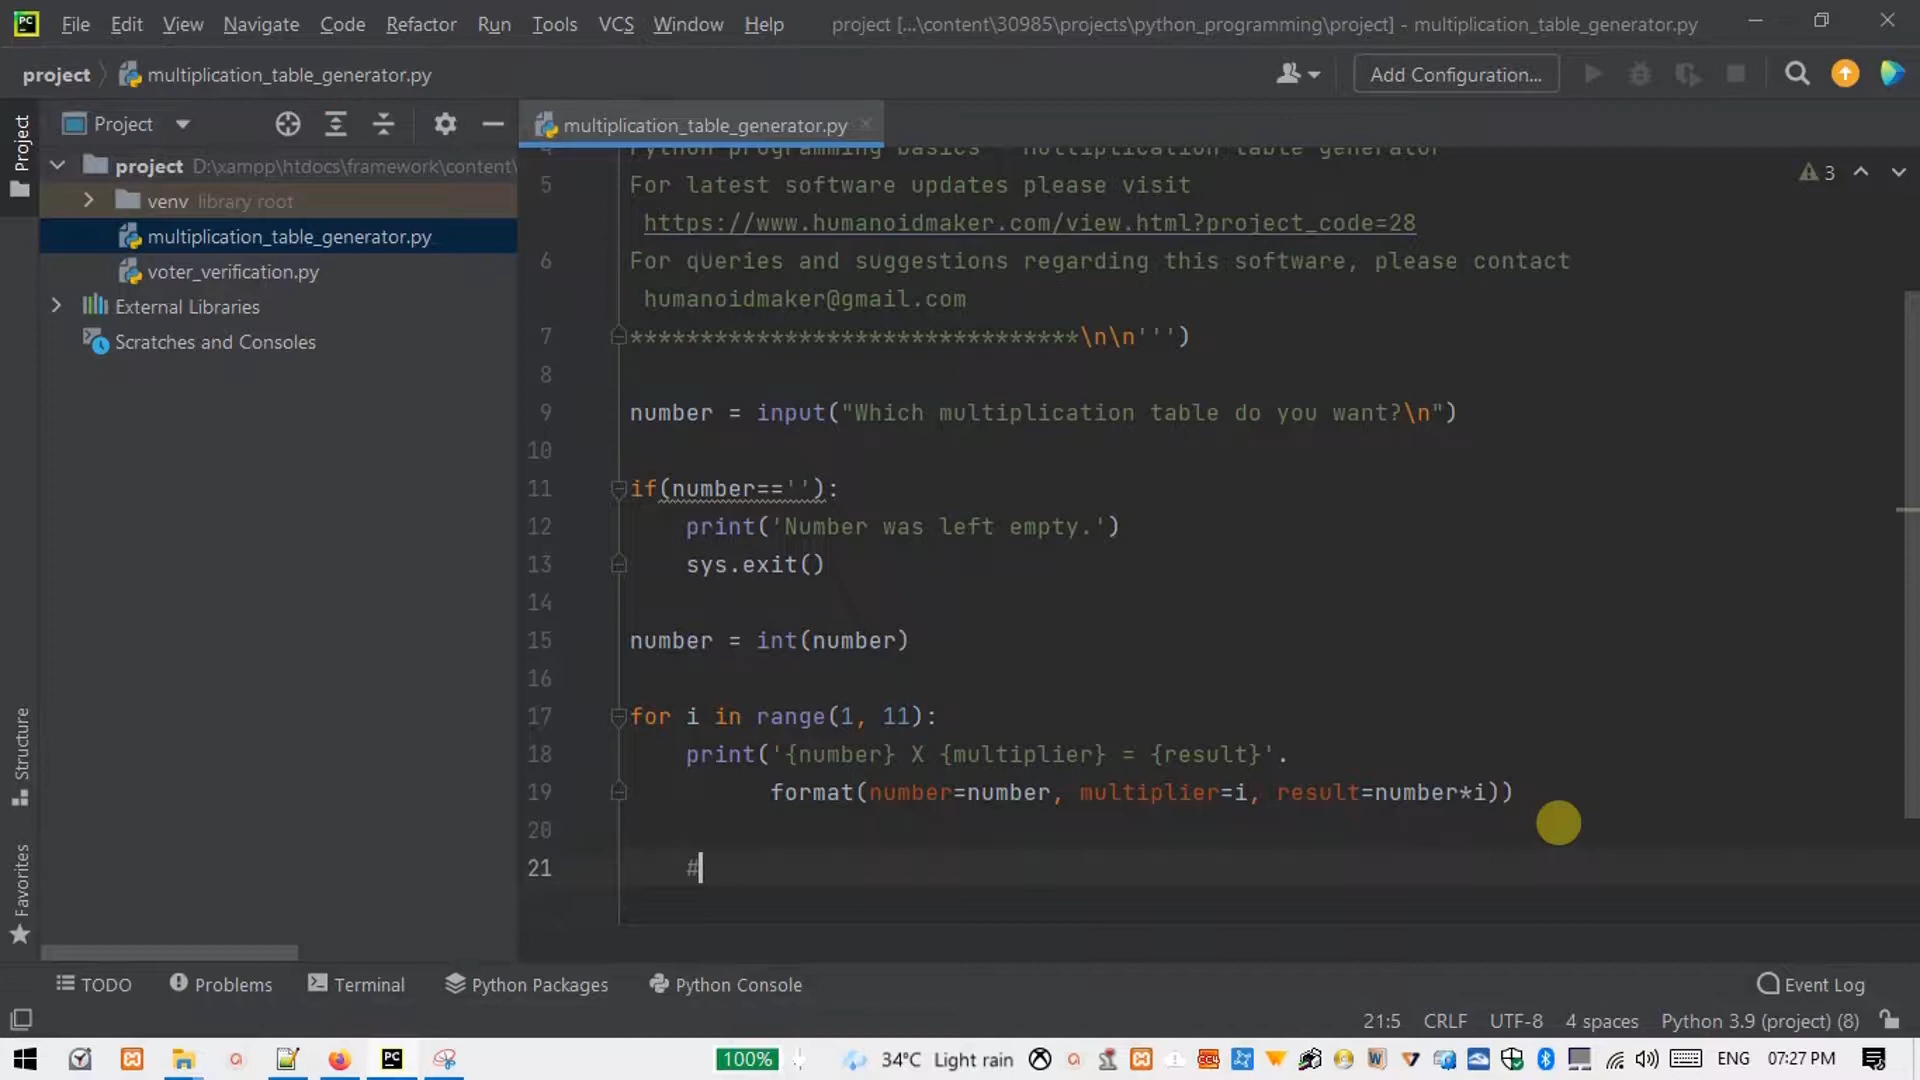 File Edit View Navigate Code Refactor Run Tools VCS Window Help project [...\content\30985\projects\python_programming\project] - multiplication_table_generator.py
project multiplication_table_generator.py Add Configuration...
Project
Project
multiplication_table_generator.py
project D:\xampp\htdocs\framework\content\
venv library root
multiplication_table_generator.py
voter_verification.py
External Libraries
Scratches and Consoles
Structure
Favorites
3
5 For latest software updates please visit
https://www.humanoidmaker.com/view.html?project_code=28
6 For queries and suggestions regarding this software, please contact
humanoidmaker@gmail.com
7 ********************************\n\n''')
8
9 number = input("Which multiplication table do you want?\n")
10
11 if(number==''):
12 print('Number was left empty.')
13 sys.exit()
14
15 number = int(number)
16
17 for i in range(1, 11):
18 print('{number} X {multiplier} = {result}'.
19 format(number=number, multiplier=i, result=number*i))
20
21 #
TODO Problems Terminal Python Packages Python Console Event Log
21:5 CRLF UTF-8 4 spaces Python 3.9 (project) (8)
100% 34°C Light rain ENG 07:27 PM